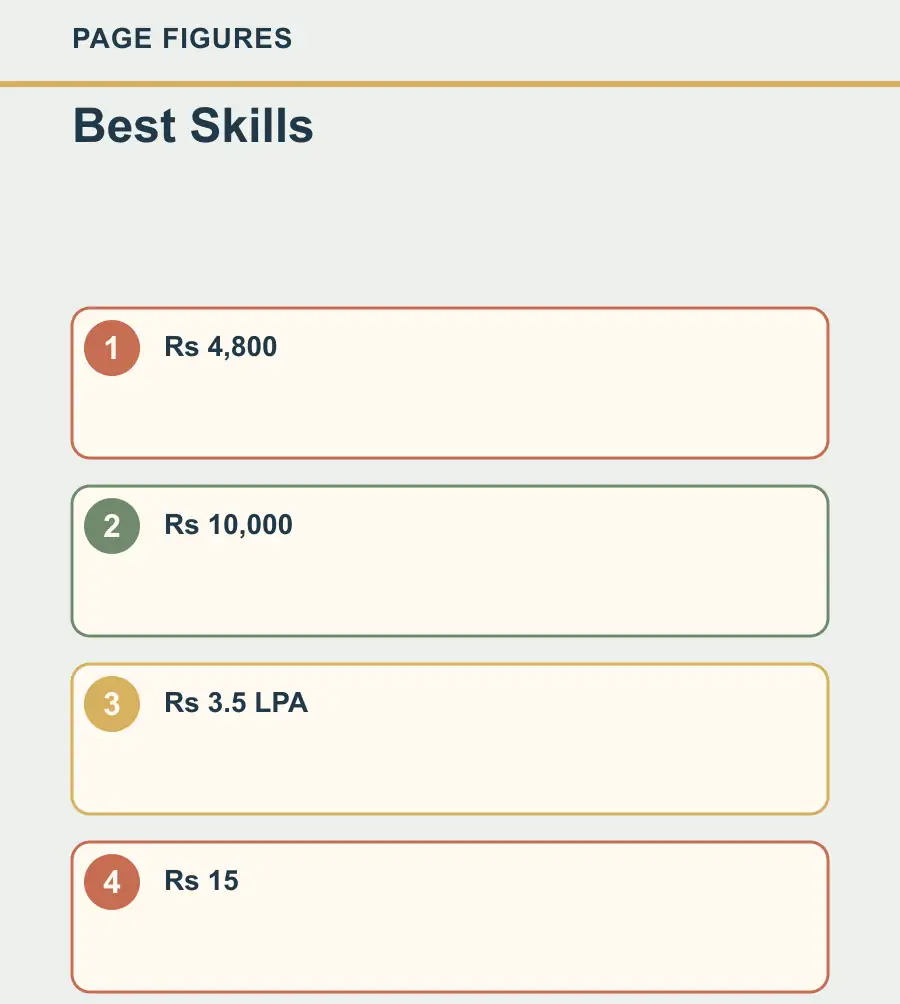 PAGE FIGURES
Best Skills
1 Rs 4,800
2 Rs 10,000
3 Rs 3.5 LPA
4 Rs 15